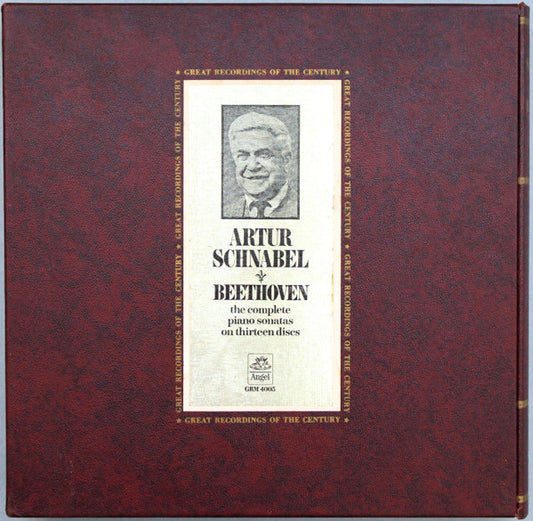 ★ GREAT RECORDINGS OF THE CENTURY ★
GREAT RECORDINGS OF THE CENTURY ★ GREAT RECORDINGS OF THE CENTURY
GREAT RECORDINGS OF THE CENTURY ★ GREAT RECORDINGS OF THE CENTURY
ARTUR
SCHNABEL
BEETHOVEN
the complete
piano sonatas
on thirteen discs
Angel
GRM 4005
★ GREAT RECORDINGS OF THE CENTURY ★